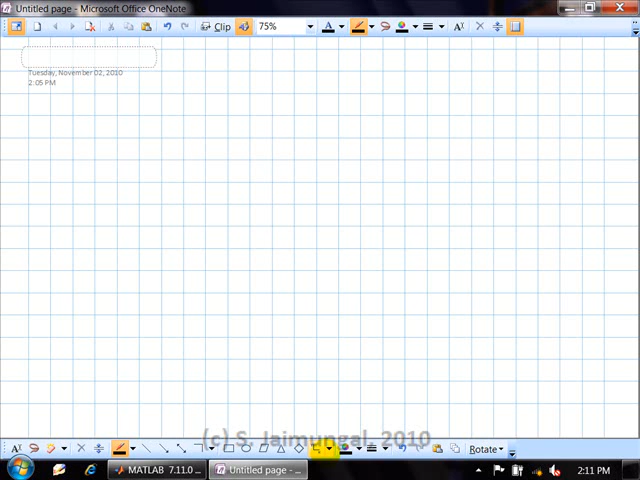 Untitled page - Microsoft Office OneNote
Clip 75% A
Tuesday, November 02, 2010
2:05 PM
(c) S. Jaimungal, 2010
Rotate
MATLAB 7.11.0 ...
Untitled page - ...
2:11 PM